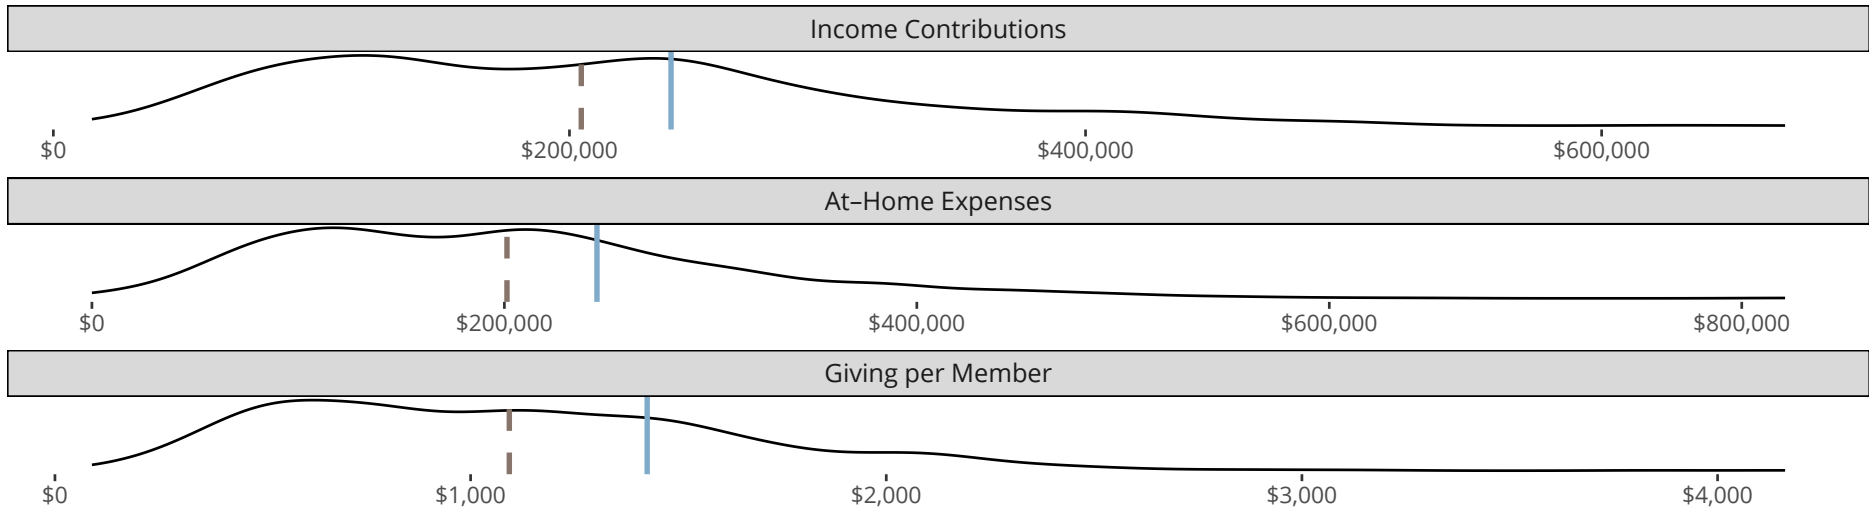 Income Contributions
$0 $200,000 $400,000 $600,000
At–Home Expenses
$0 $200,000 $400,000 $600,000 $800,000
Giving per Member
$0 $1,000 $2,000 $3,000 $4,000